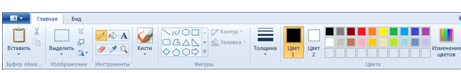 Главная Вид
Вставить Выделить A Кисти Контур Заливка Толщина Цвет 1 Цвет 2 Изменение цветов
Буфер обме... Изображение Инструменты Фигуры Цвета